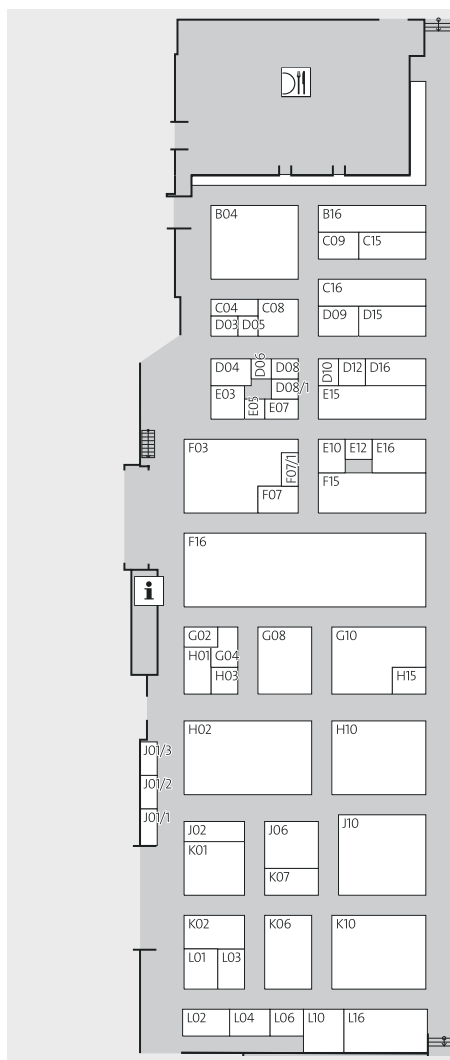 B04 B16
C09 C15
C16
C04 C08
D03 D05 D09 D15
D04 D06 D08 D10 D12 D16
D08/1
E03 E05 E07 E15
F03 E10 E12 E16
F07/1
F07 F15
F16
i
G02 G08 G10
H01 G04
H03 H15
H02 H10
J01/3
J01/2
J01/1
J02 J06 J10
K01
K07
K02 K06 K10
L01 L03
L02 L04 L06 L10 L16